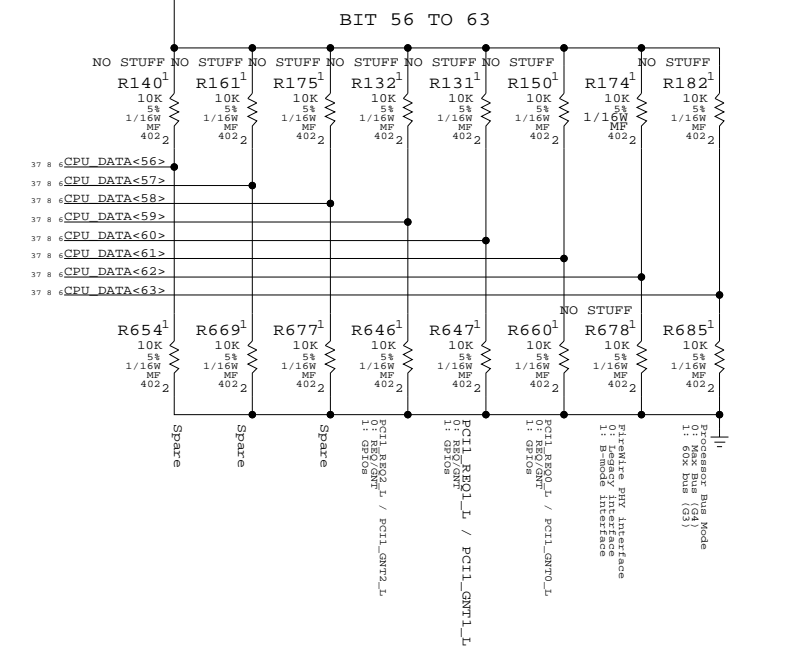 BIT 56 TO 63
NO STUFF NO STUFF NO STUFF NO STUFF NO STUFF NO STUFF NO STUFF
R140 1 R161 1 R175 1 R132 1 R131 1 R150 1 R174 1 R182 1
10K 10K 10K 10K 10K 10K 10K 10K
5% 5% 5% 5% 5% 5% 5% 5%
1/16W 1/16W 1/16W 1/16W 1/16W 1/16W 1/16W 1/16W
MF MF MF MF MF MF MF MF
402 2 402 2 402 2 402 2 402 2 402 2 402 2 402 2
37 8 6 CPU_DATA<56>
37 8 6 CPU_DATA<57>
37 8 6 CPU_DATA<58>
37 8 6 CPU_DATA<59>
37 8 6 CPU_DATA<60>
37 8 6 CPU_DATA<61>
37 8 6 CPU_DATA<62>
37 8 6 CPU_DATA<63>
NO STUFF
R654 1 R669 1 R677 1 R646 1 R647 1 R660 1 R678 1 R685 1
10K 10K 10K 10K 10K 10K 10K 10K
5% 5% 5% 5% 5% 5% 5% 5%
1/16W 1/16W 1/16W 1/16W 1/16W 1/16W 1/16W 1/16W
MF MF MF MF MF MF MF MF
402 2 402 2 402 2 402 2 402 2 402 2 402 2 402 2
Spare
Spare
Spare
PCI1_REQ2_L / PCI1_GNT2_L
0: REQ/GNT
1: GPIOs
PCI1_REQ1_L / PCI1_GNT1_L
0: REQ/GNT
1: GPIOs
PCI1_REQ0_L / PCI1_GNT0_L
0: REQ/GNT
1: GPIOs
FireWire PHY interface
0: Legacy interface
1: B-mode interface
Processor Bus Mode
0: Max Bus (G4)
1: 60x bus (G3)